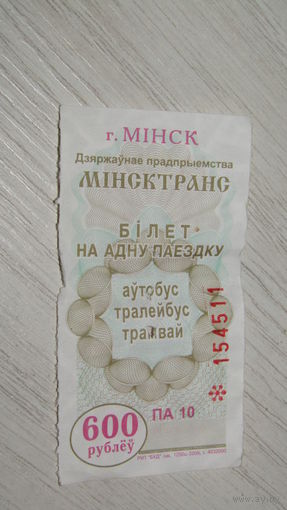 г. МІНСК
Дзяржаўнае прадпрыемства
МІНСКТРАНС
БІЛЕТ
НА АДНУ ПАЕЗДКУ
аўтобус
тралейбус
трамвай
154511
ПА 10
600
рублёў